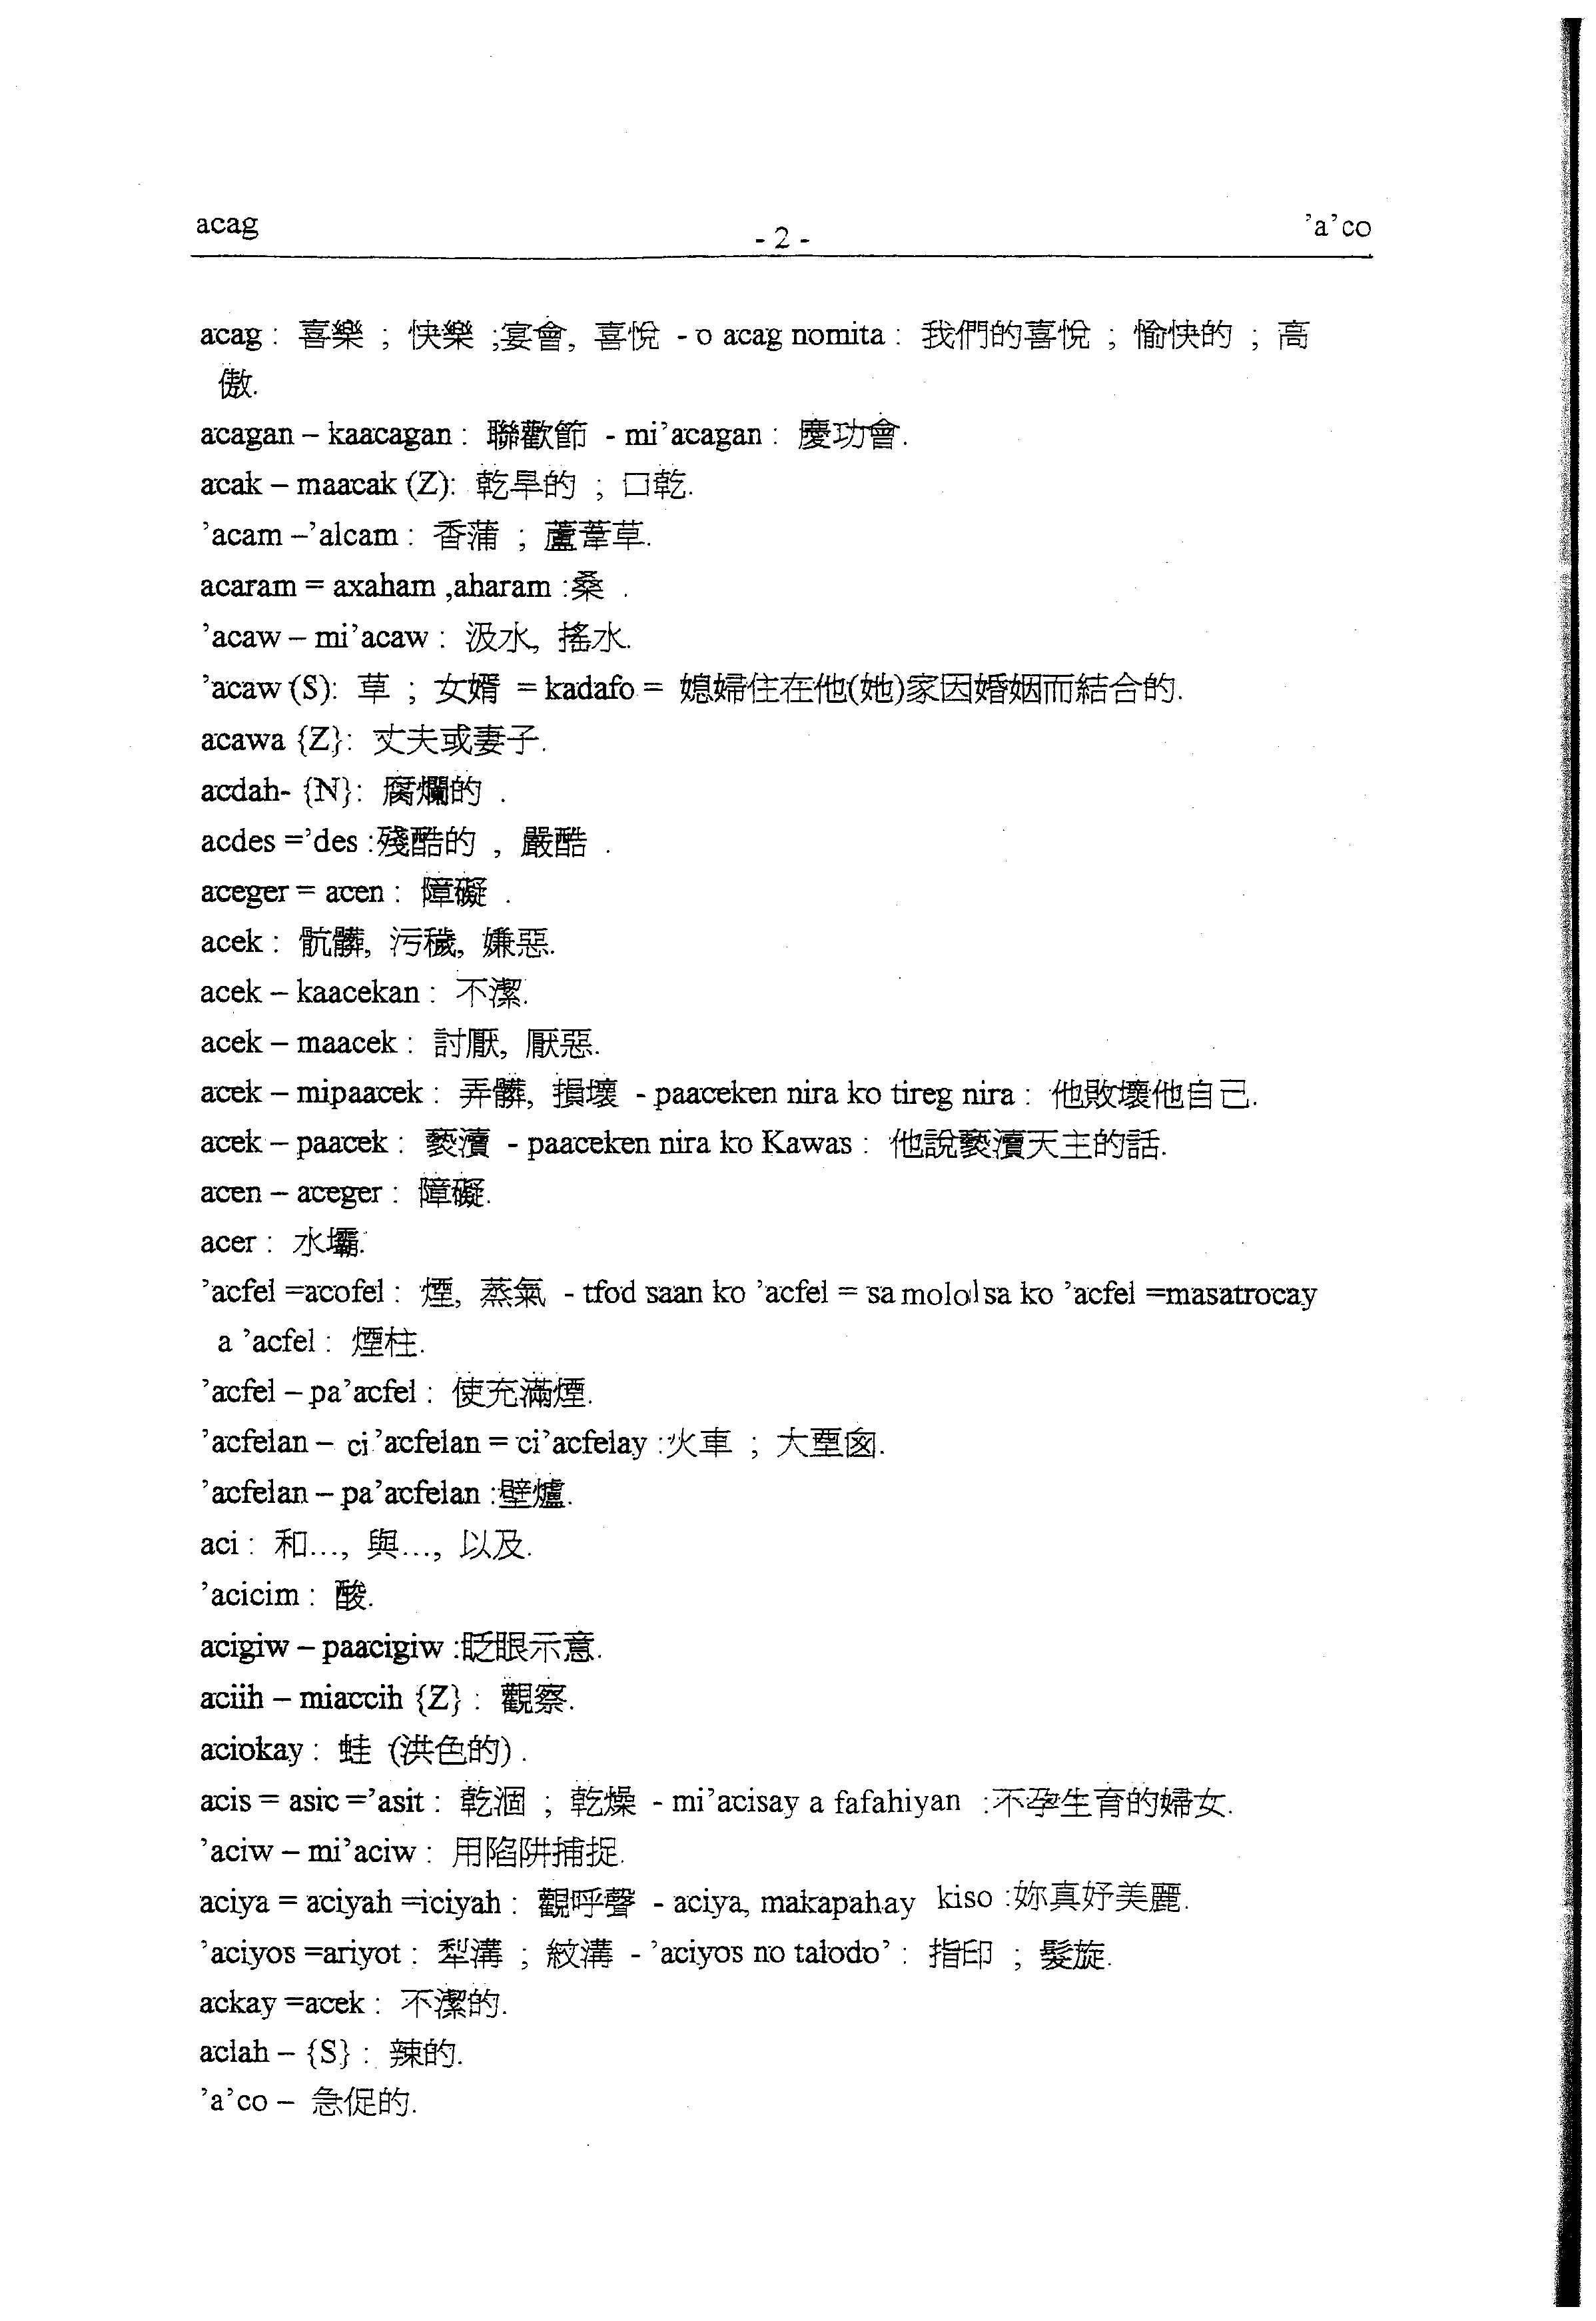 acag
- 2 -
’a’co
acag : 喜樂 ; 快樂 ;宴會, 喜悅 - o acag nomita : 我們的喜悅 ; 愉快的 ; 高
傲.
acagan – kaacagan : 聯歡節 - mi’acagan : 慶功會.
acak – maacak (Z): 乾旱的 ; 口乾.
’acam –’alcam : 香蒲 ; 蘆葦草.
acaram = axaham ,aharam :桑 .
’acaw – mi’acaw : 汲水, 搖水.
’acaw (S): 草 ; 女婿 = kadafo = 媳婦住在他(她)家因婚姻而結合的.
acawa {Z}: 丈夫或妻子.
acdah- {N}: 腐爛的 .
acdes =’des :殘酷的 , 嚴酷 .
aceger = acen : 障礙 .
acek : 骯髒, 污穢, 嫌惡.
acek – kaacekan : 不潔.
acek – maacek : 討厭, 厭惡.
acek – mipaacek : 弄髒, 損壞 - paaceken nira ko tireg nira : 他敗壞他自己.
acek – paacek : 褻瀆 - paaceken nira ko Kawas : 他說褻瀆天主的話.
acen – aceger : 障礙.
acer : 水壩.
’acfel =acofel : 煙, 蒸氣 - tfod saan ko ’acfel = sa molol sa ko ’acfel =masatrocay
a ’acfel : 煙柱.
’acfel – pa’acfel : 使充滿煙.
’acfelan – ci ’acfelan = ci’acfelay :火車 ; 大垔囪.
’acfelan – pa’acfelan :壁爐.
aci : 和…, 與…, 以及.
’acicim : 酸.
acigiw – paacigiw :眨眼示意.
aciih – miaccih {Z} : 觀察.
aciokay : 蛙 (洪色的) .
acis = asic =’asit : 乾涸 ; 乾燥 - mi’acisay a fafahiyan :不孕生育的婦女.
’aciw – mi’aciw : 用陷阱捕捉.
aciya = aciyah =iciyah : 觀呼聲 - aciya, makapahay kiso :妳真好美麗.
’aciyos =ariyot : 犁溝 ; 紋溝 - ’aciyos no talodo’ : 指印 ; 髮旋.
ackay =acek : 不潔的.
aclah – {S} : 辣的.
’a’co – 急促的.